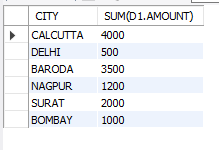 CITY SUM(D1.AMOUNT)
CALCUTTA 4000
DELHI 500
BARODA 3500
NAGPUR 1200
SURAT 2000
BOMBAY 1000